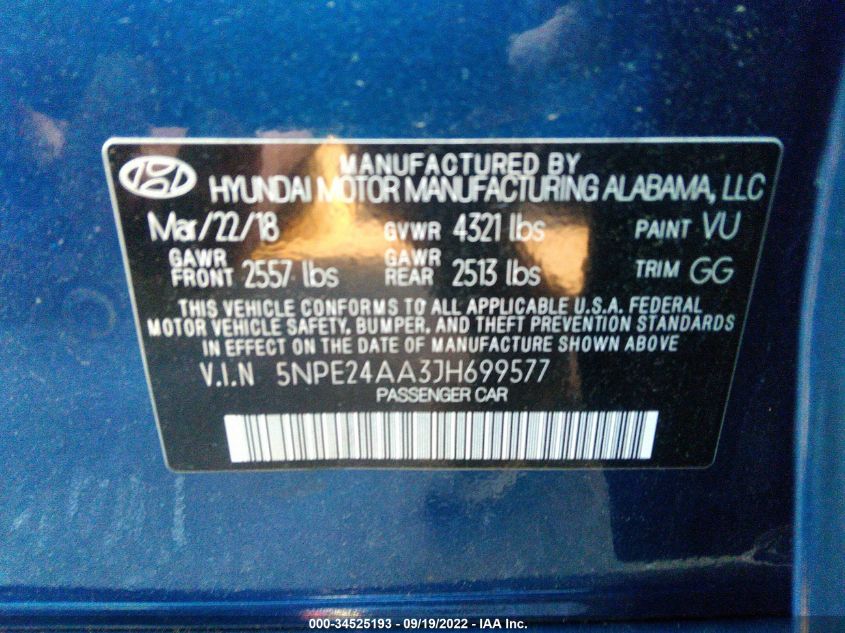 MANUFACTURED BY
HYUNDAI MOTOR MANUFACTURING ALABAMA, LLC
Mar/22/18 GVWR 4321 lbs PAINT VU
GAWR FRONT 2557 lbs GAWR REAR 2513 lbs TRIM GG
THIS VEHICLE CONFORMS TO ALL APPLICABLE U.S.A. FEDERAL
MOTOR VEHICLE SAFETY, BUMPER, AND THEFT PREVENTION STANDARDS
IN EFFECT ON THE DATE OF MANUFACTURE SHOWN ABOVE
V.I.N 5NPE24AA3JH699577
PASSENGER CAR
000-34525193 - 09/19/2022 - IAA Inc.